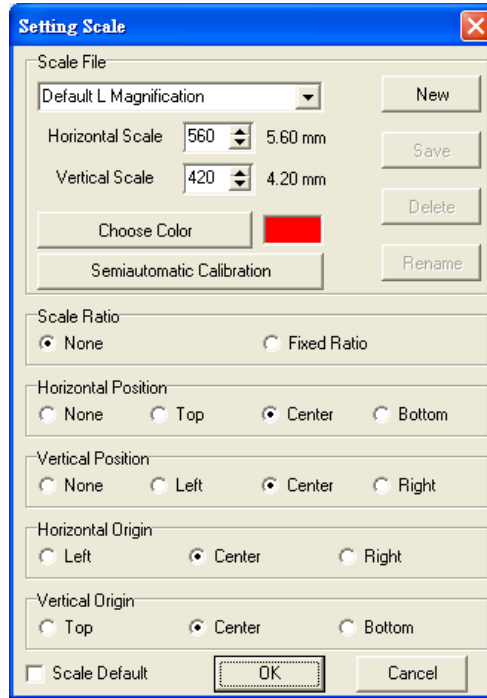 Setting Scale
Scale File
Default L Magnification
New
Horizontal Scale 560 5.60 mm
Save
Vertical Scale 420 4.20 mm
Delete
Choose Color
Semiautomatic Calibration
Rename
Scale Ratio
None Fixed Ratio
Horizontal Position
None Top Center Bottom
Vertical Position
None Left Center Right
Horizontal Origin
Left Center Right
Vertical Origin
Top Center Bottom
Scale Default OK Cancel